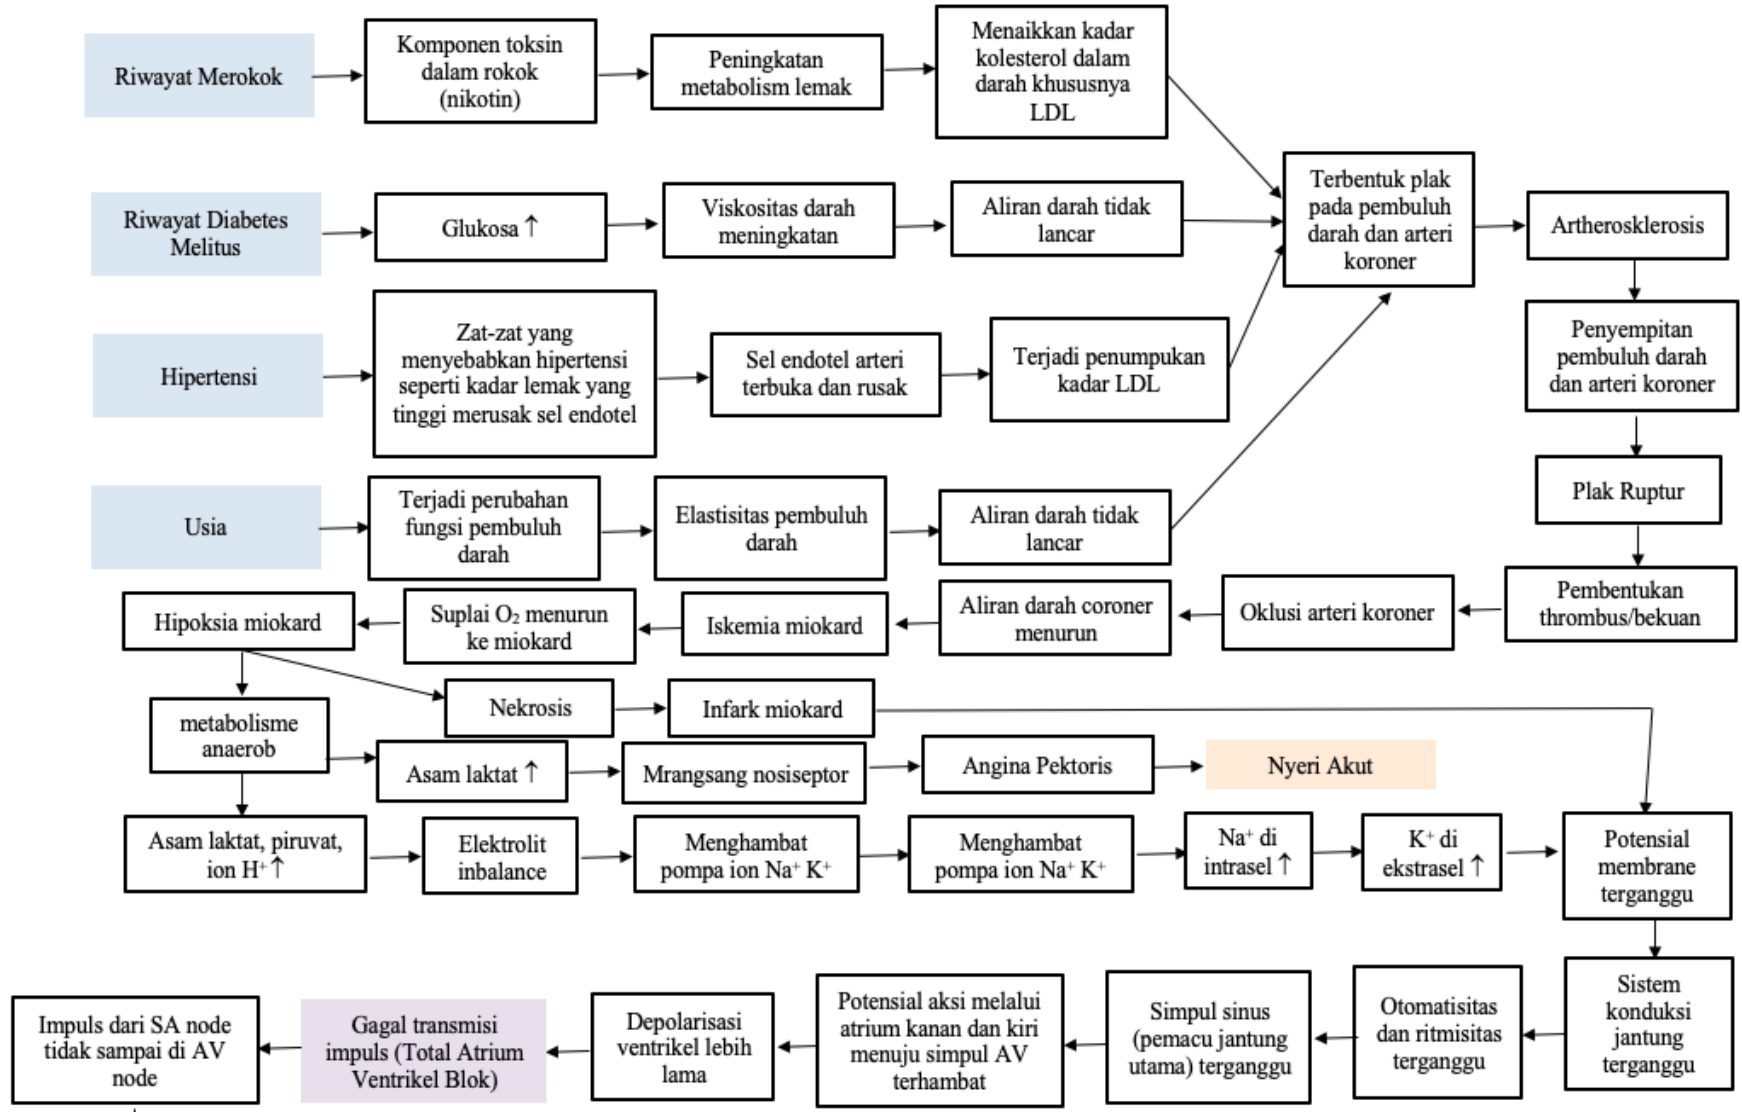 Riwayat Merokok
Komponen toksin
dalam rokok
(nikotin)
Peningkatan
metabolism lemak
Menaikkan kadar
kolesterol dalam
darah khususnya
LDL
Riwayat Diabetes
Melitus
Glukosa ↑
Viskositas darah
meningkatan
Aliran darah tidak
lancar
Terbentuk plak
pada pembuluh
darah dan arteri
koroner
Artherosklerosis
Hipertensi
Zat-zat yang
menyebabkan hipertensi
seperti kadar lemak yang
tinggi merusak sel endotel
Sel endotel arteri
terbuka dan rusak
Terjadi penumpukan
kadar LDL
Penyempitan
pembuluh darah
dan arteri koroner
Plak Ruptur
Usia
Terjadi perubahan
fungsi pembuluh
darah
Elastisitas pembuluh
darah
Aliran darah tidak
lancar
Pembentukan
thrombus/bekuan
Oklusi arteri koroner
Aliran darah coroner
menurun
Iskemia miokard
Suplai O₂ menurun
ke miokard
Hipoksia miokard
Nekrosis
Infark miokard
metabolisme
anaerob
Asam laktat ↑
Mrangsang nosiseptor
Angina Pektoris
Nyeri Akut
Asam laktat, piruvat,
ion H⁺ ↑
Elektrolit
inbalance
Menghambat
pompa ion Na⁺ K⁺
Menghambat
pompa ion Na⁺ K⁺
Na⁺ di
intrasel ↑
K⁺ di
ekstrasel ↑
Potensial
membrane
terganggu
Sistem
konduksi
jantung
terganggu
Otomatisitas
dan ritmisitas
terganggu
Simpul sinus
(pemacu jantung
utama) terganggu
Potensial aksi melalui
atrium kanan dan kiri
menuju simpul AV
terhambat
Depolarisasi
ventrikel lebih
lama
Gagal transmisi
impuls (Total Atrium
Ventrikel Blok)
Impuls dari SA node
tidak sampai di AV
node